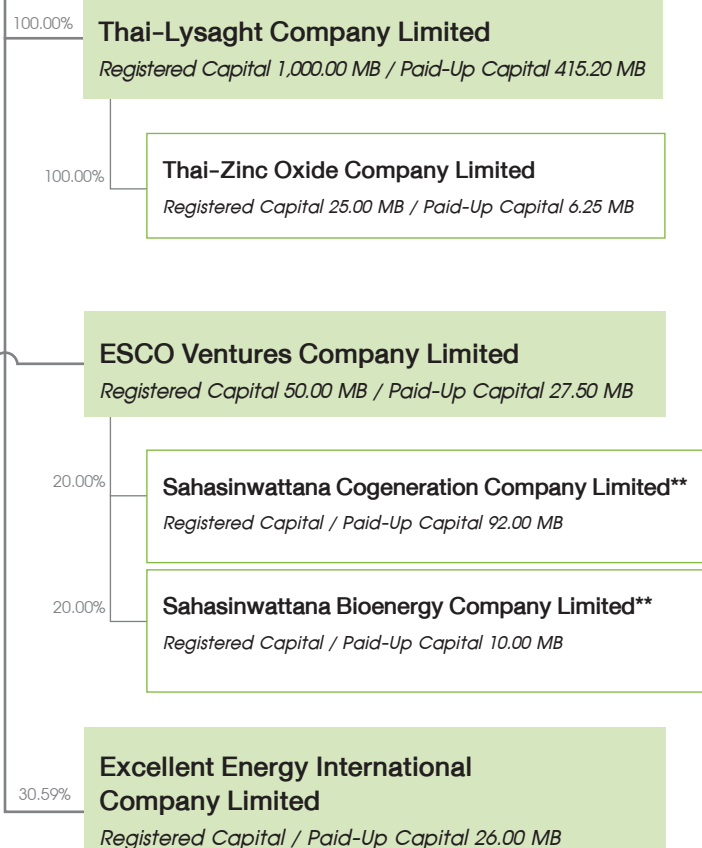 100.00%
Thai-Lysaght Company Limited
Registered Capital 1,000.00 MB / Paid-Up Capital 415.20 MB
100.00%
Thai-Zinc Oxide Company Limited
Registered Capital 25.00 MB / Paid-Up Capital 6.25 MB
ESCO Ventures Company Limited
Registered Capital 50.00 MB / Paid-Up Capital 27.50 MB
20.00%
Sahasinwattana Cogeneration Company Limited**
Registered Capital / Paid-Up Capital 92.00 MB
20.00%
Sahasinwattana Bioenergy Company Limited**
Registered Capital / Paid-Up Capital 10.00 MB
30.59%
Excellent Energy International
Company Limited
Registered Capital / Paid-Up Capital 26.00 MB